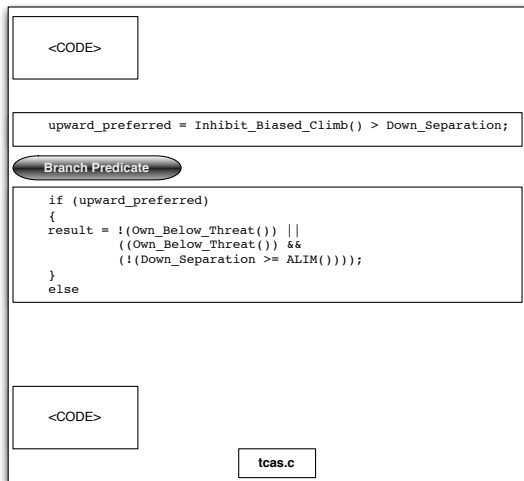 <CODE>
upward_preferred = Inhibit_Biased_Climb() > Down_Separation;
Branch Predicate
if (upward_preferred)
{
result = !(Own_Below_Threat()) ||
((Own_Below_Threat()) &&
(!(Down_Separation >= ALIM())));
}
else
<CODE>
tcas.c